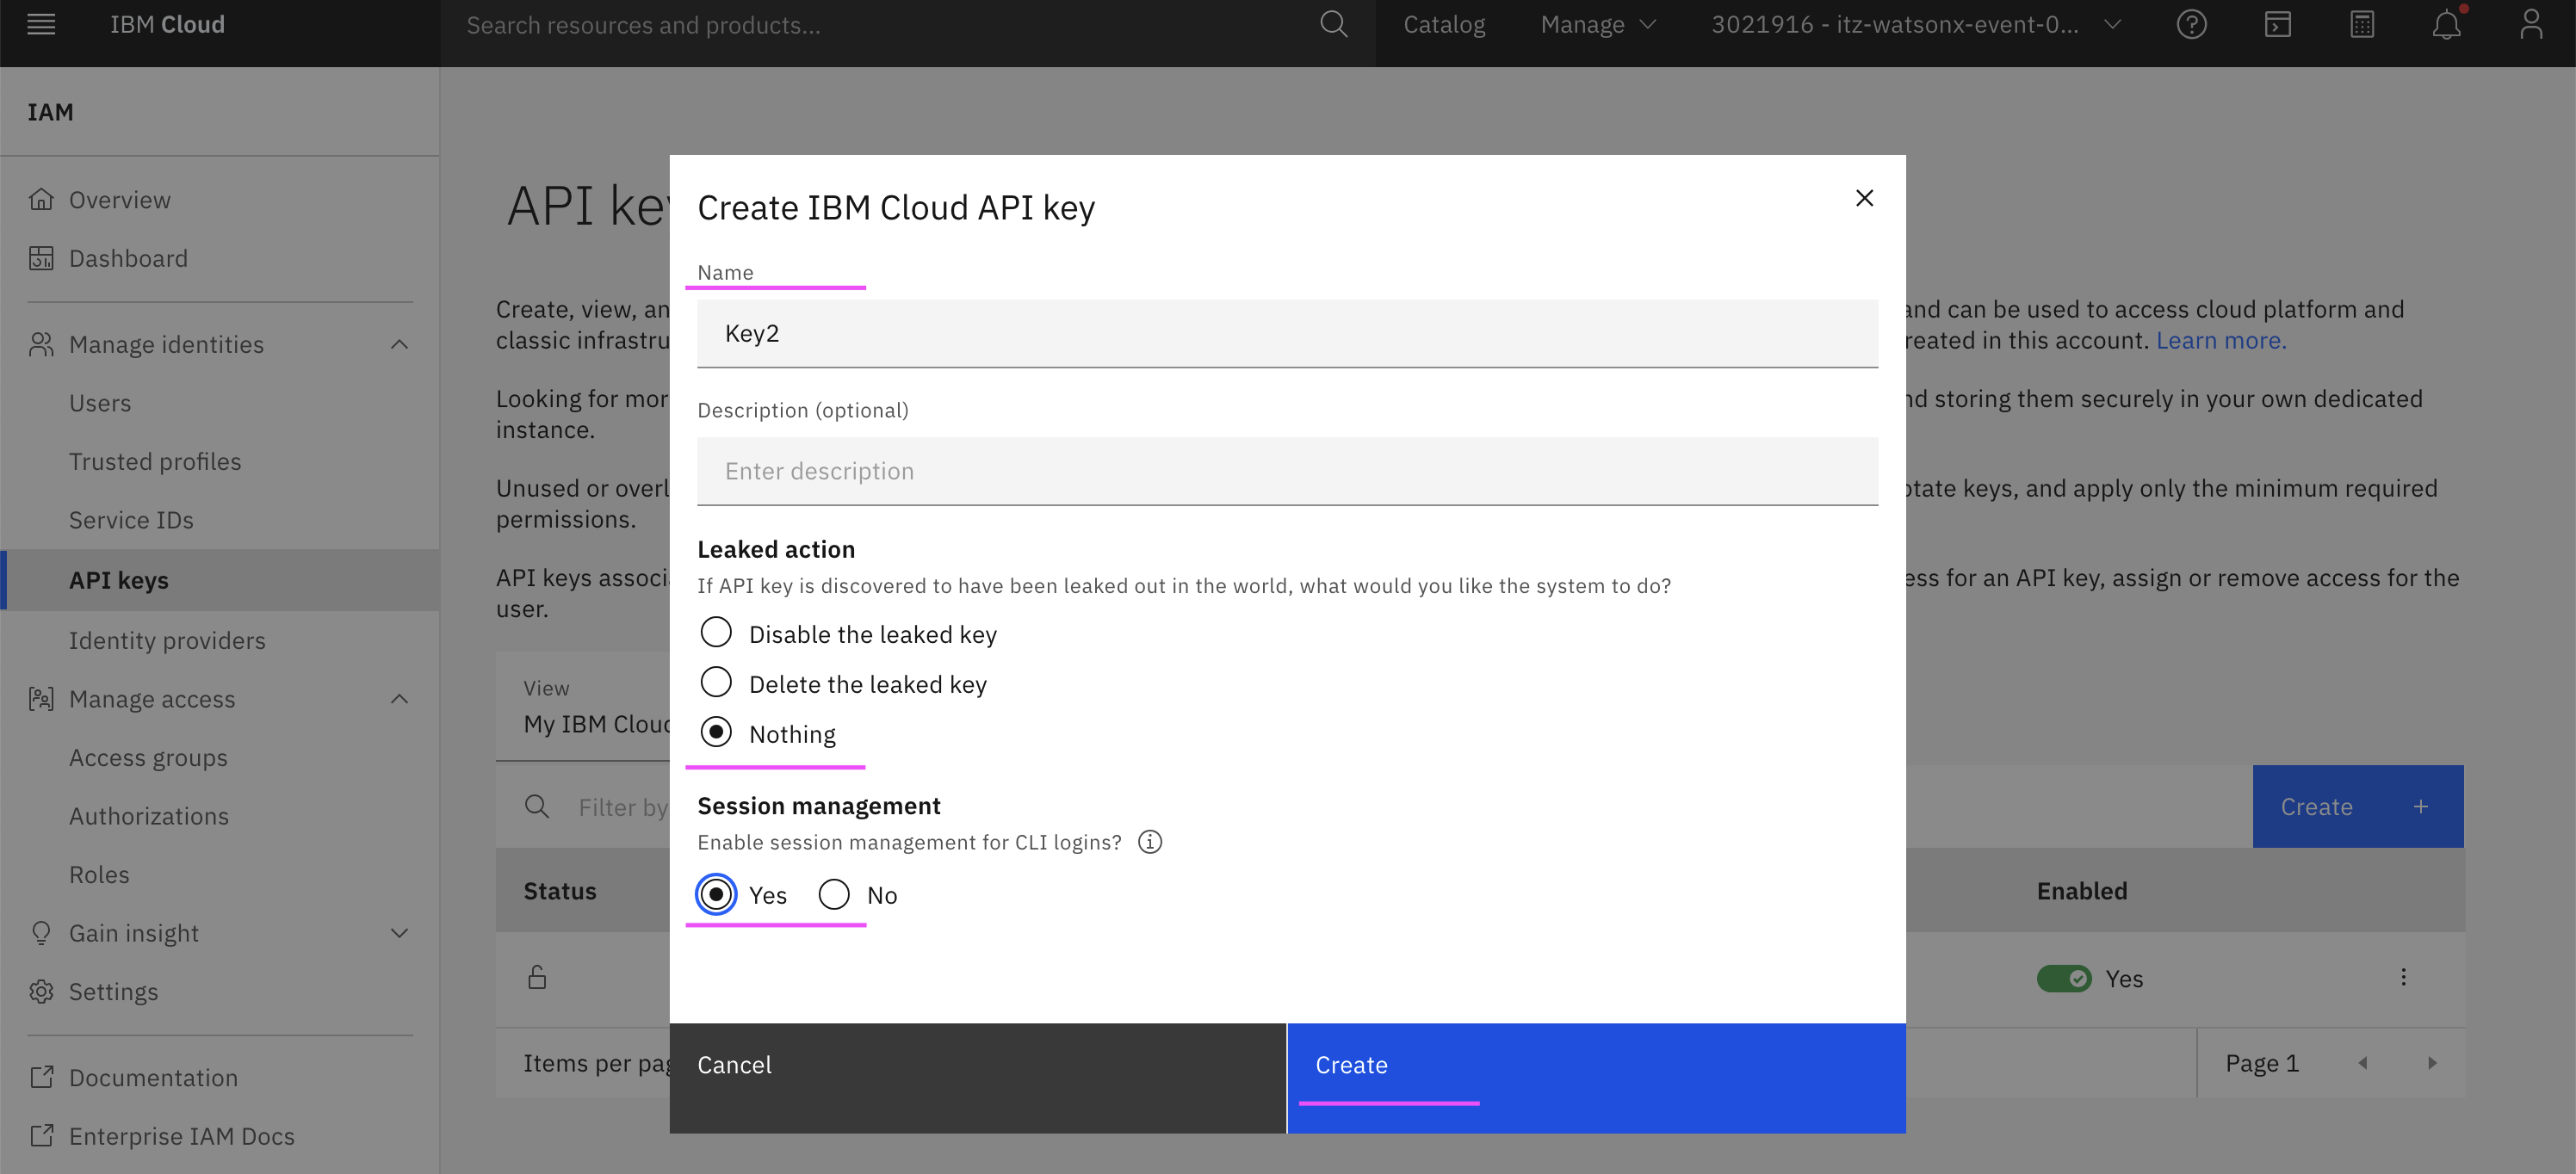 IBM Cloud
Search resources and products...
Catalog
Manage
3021916 - itz-watsonx-event-0...
IAM
Overview
Dashboard
Manage identities
Users
Trusted profiles
Service IDs
API keys
Identity providers
Manage access
Access groups
Authorizations
Roles
Gain insight
Settings
Documentation
Enterprise IAM Docs
API key
Create, view, an
and can be used to access cloud platform and
classic infrastru
reated in this account. Learn more.
Looking for mor
nd storing them securely in your own dedicated
instance.
Unused or overl
otate keys, and apply only the minimum required
permissions.
API keys associ
ess for an API key, assign or remove access for the
user.
View
My IBM Cloud
Filter by
Create +
Status
Enabled
Yes
Items per pag
Page 1
Create IBM Cloud API key
Name
Key2
Description (optional)
Enter description
Leaked action
If API key is discovered to have been leaked out in the world, what would you like the system to do?
Disable the leaked key
Delete the leaked key
Nothing
Session management
Enable session management for CLI logins?
Yes
No
Cancel
Create